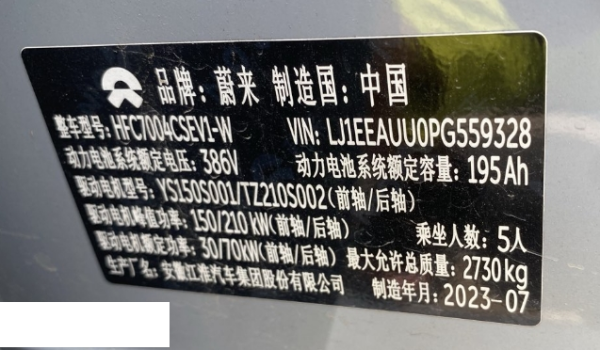 品牌: 蔚来 制造国: 中国
整车型号: HFC7004CSEV1-W VIN: LJ1EEAUU0PG559328
动力电池系统额定电压: 386V 动力电池系统额定容量: 195Ah
驱动电机型号: YS150S001/TZ210S002(前轴/后轴)
驱动电机峰值功率: 150/210kW(前轴/后轴) 乘坐人数: 5人
驱动电机额定功率: 30/70kW(前轴/后轴) 最大允许总质量: 2730kg
生产厂名: 安徽江淮汽车集团股份有限公司 制造年月: 2023-07